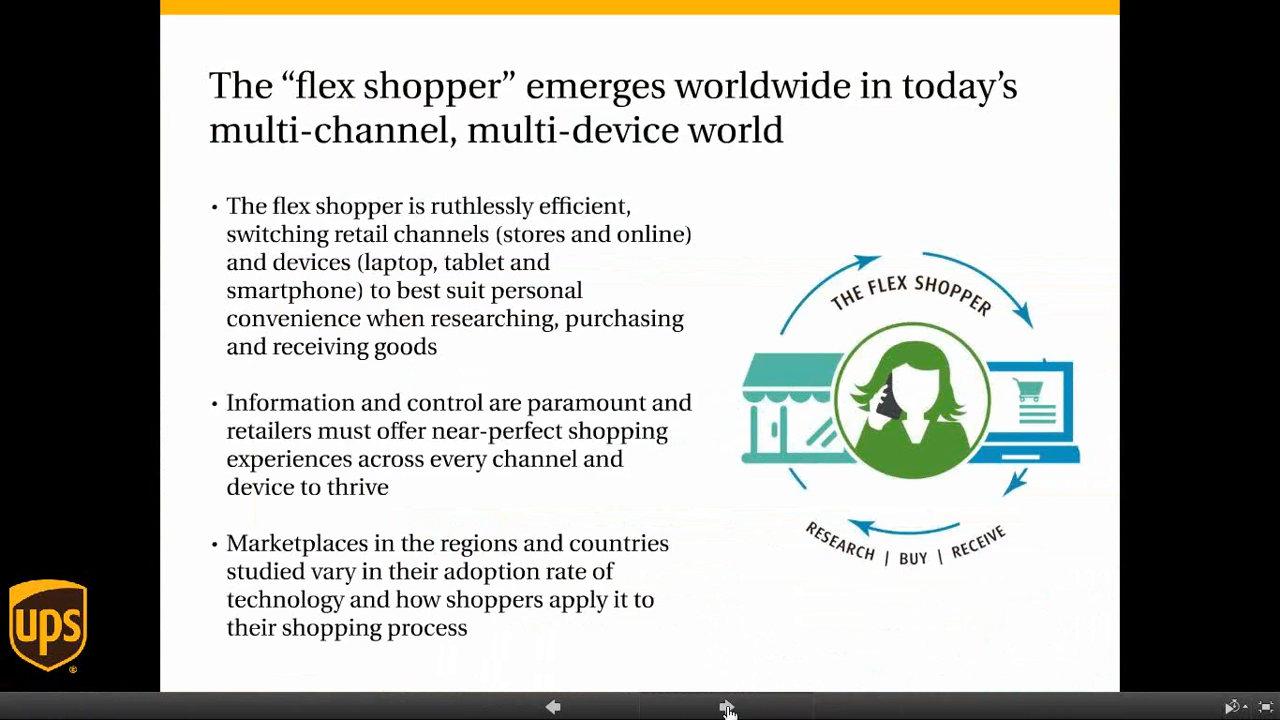 The “flex shopper” emerges worldwide in today’s
multi-channel, multi-device world
• The flex shopper is ruthlessly efficient,
switching retail channels (stores and online)
and devices (laptop, tablet and
smartphone) to best suit personal
convenience when researching, purchasing
and receiving goods
• Information and control are paramount and
retailers must offer near-perfect shopping
experiences across every channel and
device to thrive
• Marketplaces in the regions and countries
studied vary in their adoption rate of
technology and how shoppers apply it to
their shopping process
THE FLEX SHOPPER
RESEARCH | BUY | RECEIVE
ups
®